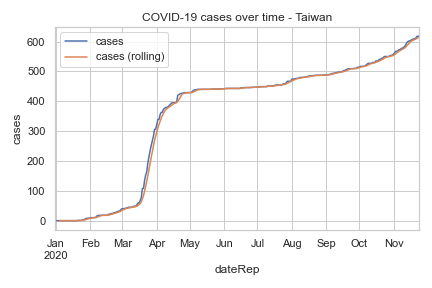 COVID-19 cases over time - Taiwan
cases
cases (rolling)
600
500
400
300
200
100
0
cases
Jan Feb Mar Apr May Jun Jul Aug Sep Oct Nov
2020
dateRep